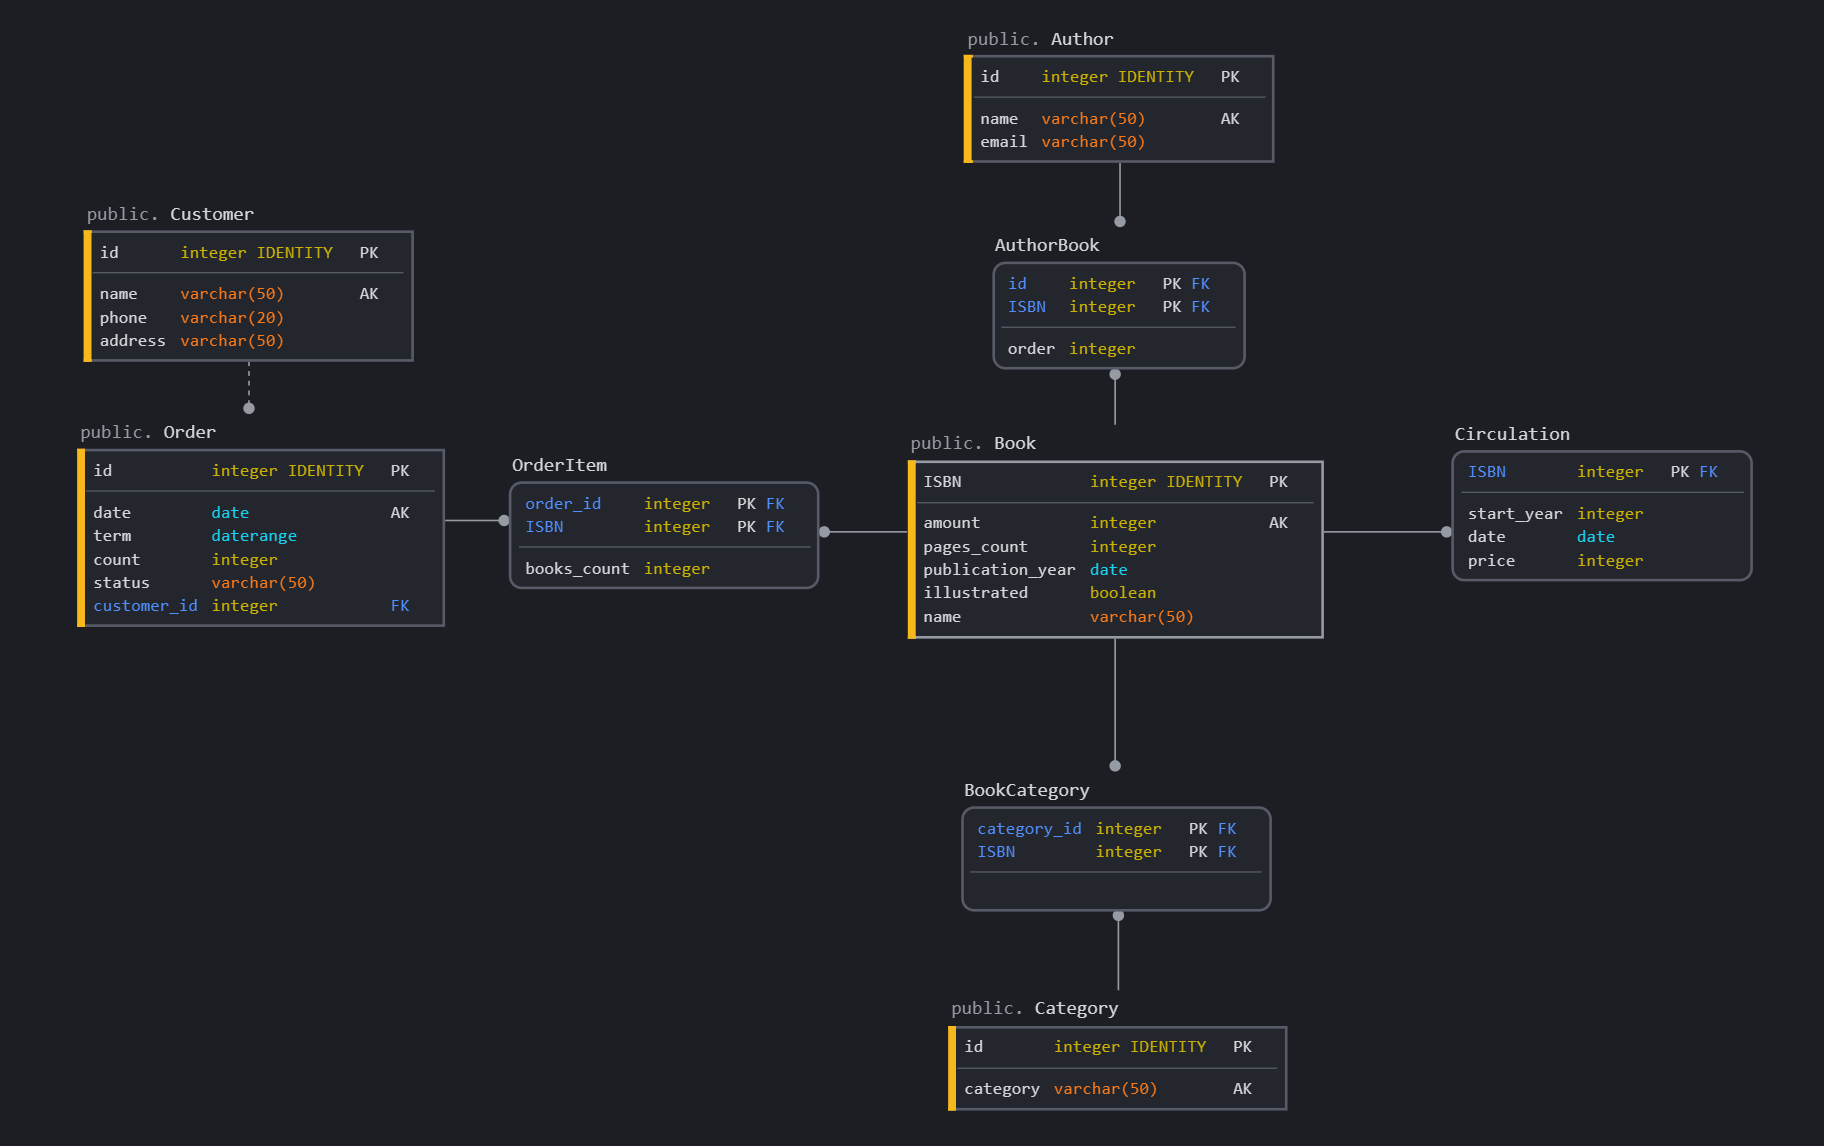 public. Author
id integer IDENTITY PK
name varchar(50) AK
email varchar(50)
public. Customer
id integer IDENTITY PK
name varchar(50) AK
phone varchar(20)
address varchar(50)
AuthorBook
id integer PK FK
ISBN integer PK FK
order integer
public. Order
id integer IDENTITY PK
date date AK
term daterange
count integer
status varchar(50)
customer_id integer FK
OrderItem
order_id integer PK FK
ISBN integer PK FK
books_count integer
public. Book
ISBN integer IDENTITY PK
amount integer AK
pages_count integer
publication_year date
illustrated boolean
name varchar(50)
Circulation
ISBN integer PK FK
start_year integer
date date
price integer
BookCategory
category_id integer PK FK
ISBN integer PK FK
public. Category
id integer IDENTITY PK
category varchar(50) AK